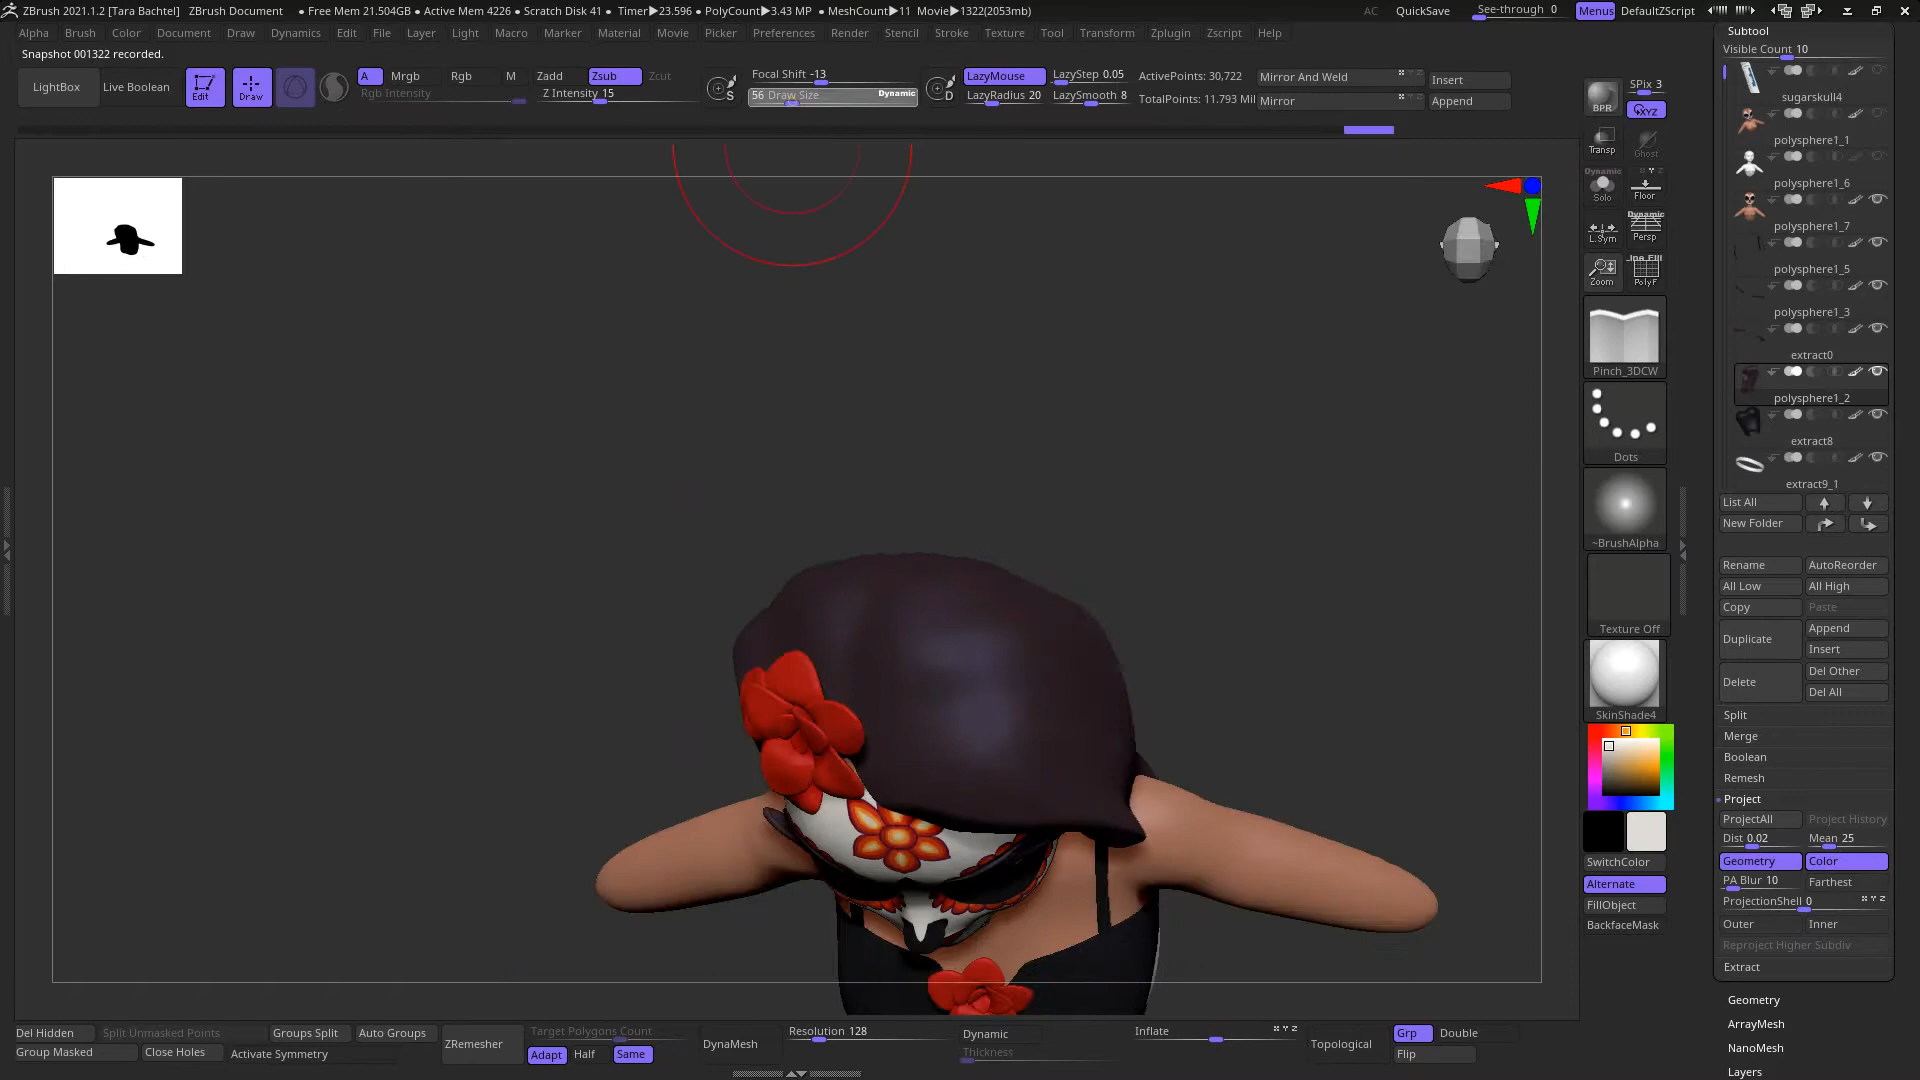 ZBrush 2021.1.2 [Tara Bachtel] ZBrush Document • Free Mem 21.504GB • Active Mem 4226 • Scratch Disk 41 • Timer▶23.596 • PolyCount▶3.43 MP • MeshCount▶11 Movie▶1322(2053mb) AC QuickSave See-through 0 Menus DefaultZScript
Alpha Brush Color Document Draw Dynamics Edit File Layer Light Macro Marker Material Movie Picker Preferences Render Stencil Stroke Texture Tool Transform Zplugin Zscript Help
Snapshot 001322 recorded.
LightBox Live Boolean Edit Draw
A Mrgb Rgb M Zadd Zsub Zcut
Rgb Intensity Z Intensity 15
S Focal Shift -13
56 Draw Size Dynamic
D LazyMouse LazyStep 0.05
LazyRadius 20 LazySmooth 8
ActivePoints: 30,722 Mirror And Weld Insert
TotalPoints: 11.793 Mil Mirror Append
BPR SPix 3
XYZ
Transp Ghost
Dynamic
Solo Floor
L.Sym Dynamic
Persp
Zoom Line Fill
PolyF
Pinch_3DCW
Dots
~BrushAlpha
Texture Off
SkinShade4
SwitchColor
Alternate
FillObject
BackfaceMask
Subtool
Visible Count 10
sugarskull4
polysphere1_1
polysphere1_6
polysphere1_7
polysphere1_5
polysphere1_3
extract0
polysphere1_2
extract8
extract9_1
List All
New Folder
Rename AutoReorder
All Low All High
Copy Paste
Duplicate Append
Insert
Delete Del Other
Del All
Split
Merge
Boolean
Remesh
Project
ProjectAll Project History
Dist 0.02 Mean 25
Geometry Color
PA Blur 10 Farthest
ProjectionShell 0 X Y Z
Outer Inner
Reproject Higher Subdiv
Extract
Geometry
ArrayMesh
NanoMesh
Layers
Del Hidden Split Unmasked Points Groups Split Auto Groups
Group Masked Close Holes Activate Symmetry
ZRemesher Target Polygons Count
Adapt Half Same
DynaMesh Resolution 128
Dynamic
Thickness
Inflate X Y Z
Topological Grp Double
Flip